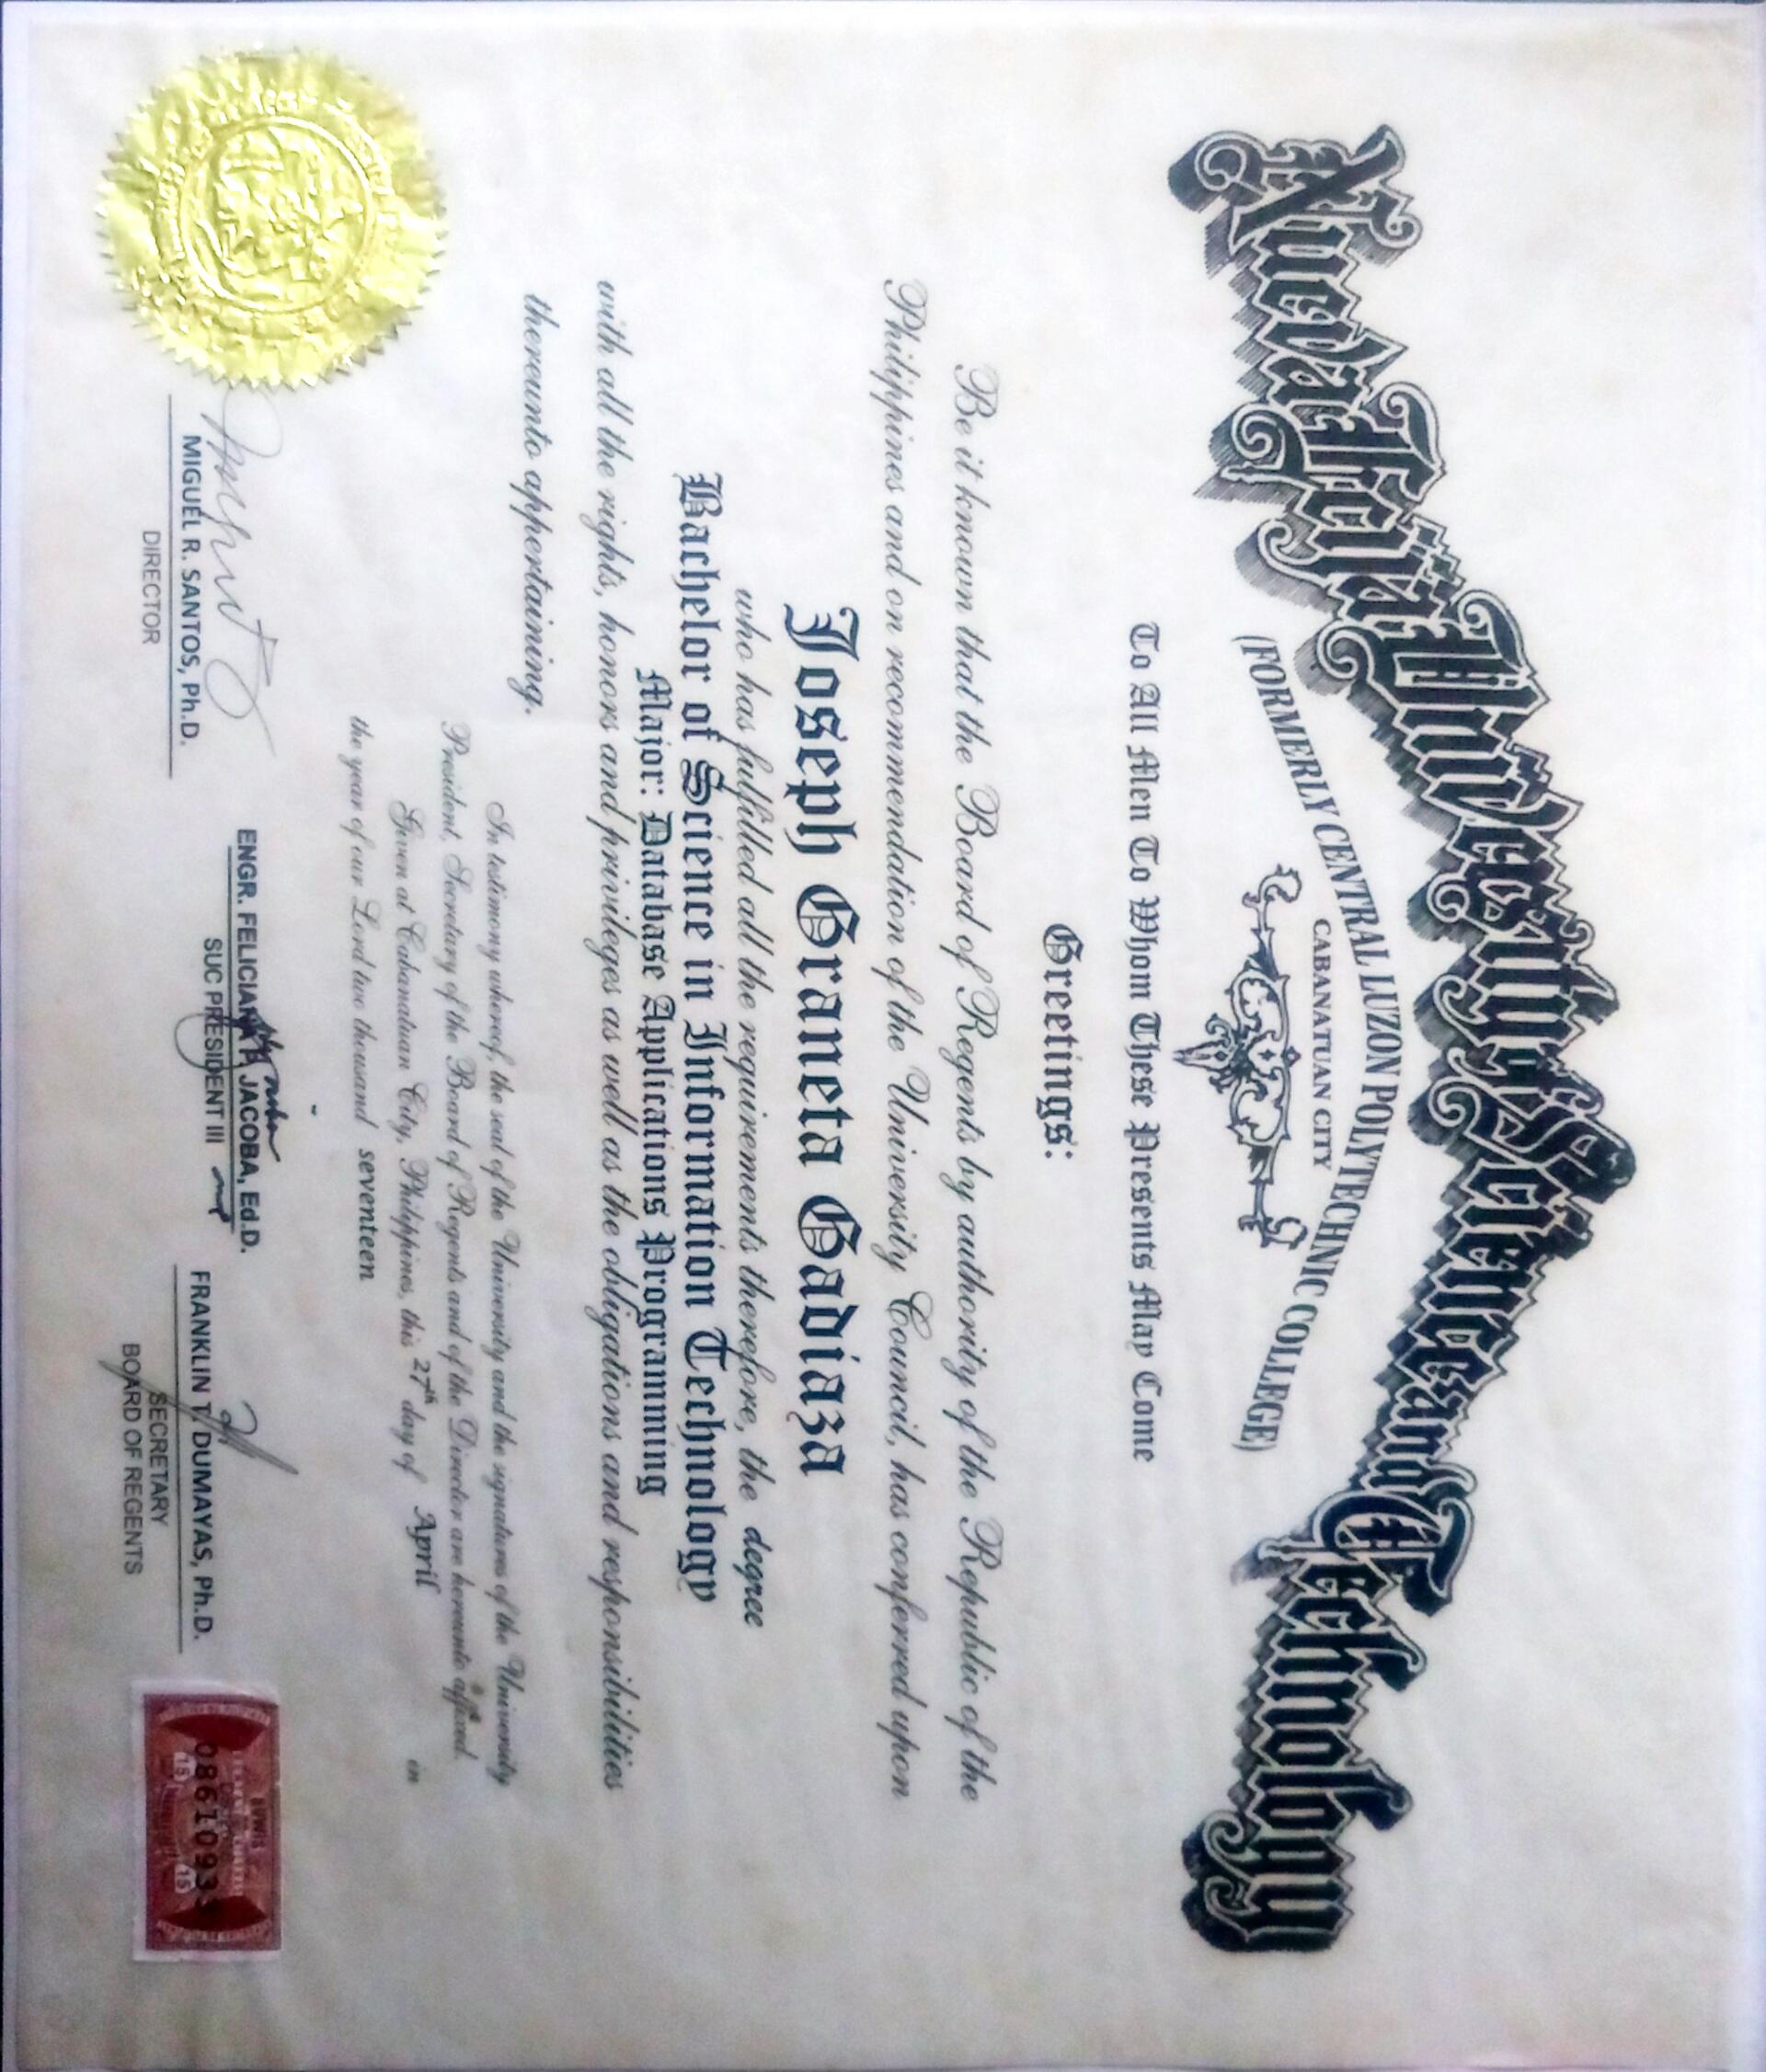 Nueva Ecija University of Science and Technology
(FORMERLY CENTRAL LUZON POLYTECHNIC COLLEGE)
CABANATUAN CITY
To All Men To Whom These Presents May Come
Greetings:
Be it known that the Board of Regents by authority of the Republic of the
Philippines and on recommendation of the University Council, has conferred upon
Joseph Graneta Gadiaza
who has fulfilled all the requirements therefore, the degree
Bachelor of Science in Information Technology
Major: Database Applications Programming
with all the rights, honors and privileges as well as the obligations and responsibilities
thereunto appertaining.
In testimony whereof, the seal of the University and the signatures of the University
President, Secretary of the Board of Regents and of the Director are hereunto affixed.
Given at Cabanatuan City, Philippines, this 27th day of April in
the year of our Lord two thousand seventeen
MIGUEL R. SANTOS, Ph.D.
DIRECTOR
ENGR. FELICIANA P. JACOBA, Ed.D.
SUC PRESIDENT III
FRANKLIN T. DUMAYAS, Ph.D.
SECRETARY
BOARD OF REGENTS
15 15